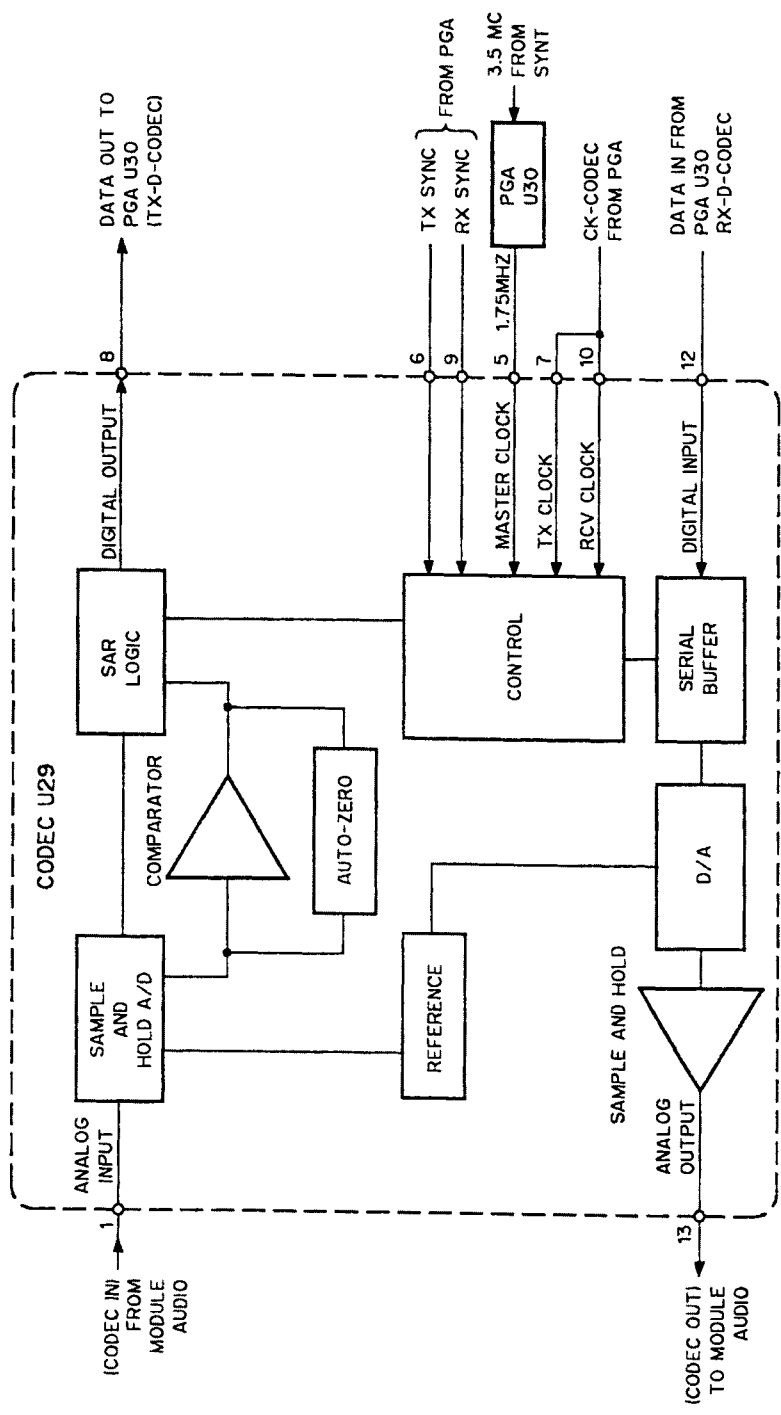 CODEC U29
(CODEC IN)
FROM
MODULE
AUDIO
1
ANALOG
INPUT
SAMPLE
AND
HOLD A/D
SAR
LOGIC
DIGITAL OUTPUT
8
DATA OUT TO
PGA U30
(TX-D-CODEC)
COMPARATOR
AUTO-ZERO
REFERENCE
CONTROL
6
TX SYNC
9
RX SYNC
FROM PGA
MASTER CLOCK
5
1.75MHZ
PGA
U30
3.5 MC
FROM
SYNT
TX CLOCK
7
RCV CLOCK
10
CK-CODEC
FROM PGA
(CODEC OUT)
TO MODULE
AUDIO
13
ANALOG
OUTPUT
SAMPLE AND HOLD
D/A
SERIAL
BUFFER
DIGITAL INPUT
12
DATA IN FROM
PGA U30
RX-D-CODEC